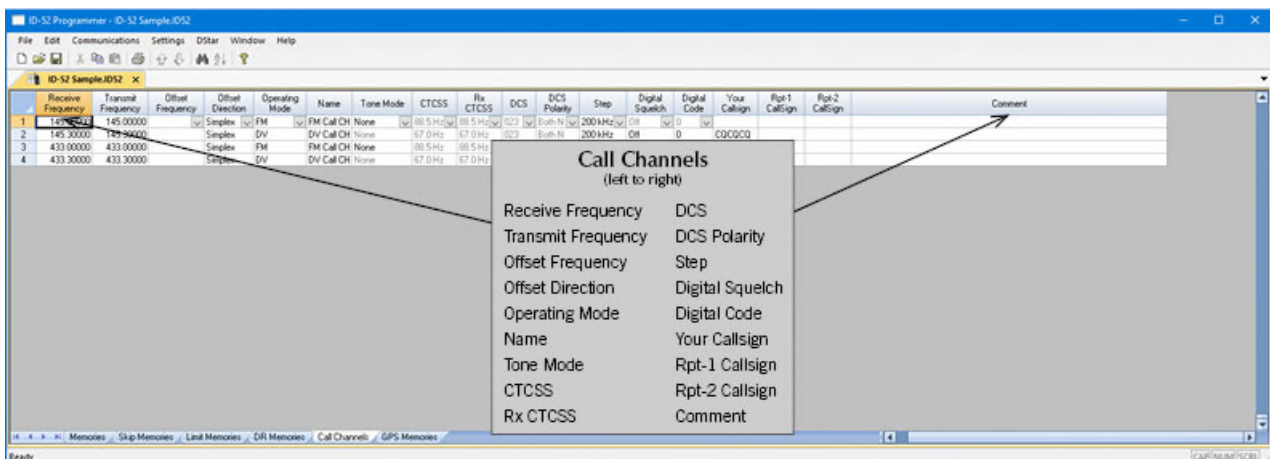 ID-52 Programmer - ID-52 Sample.ID52
File Edit Communications Settings DStar Window Help
ID-52 Sample.ID52 ×
Receive Frequency Transmit Frequency Offset Frequency Offset Direction Operating Mode Name Tone Mode CTCSS Rx CTCSS DCS DCS Polarity Step Digital Squelch Digital Code Your Callsign Rpt-1 CallSign Rpt-2 CallSign Comment
1 145.00000 Simplex FM FM Call CH None 88.5 Hz 88.5 Hz 023 Both N 200 kHz Off 0
2 145.30000 145.30000 Simplex DV DV Call CH None 67.0 Hz 67.0 Hz 023 Both N 200 kHz Off 0 CQCQCQ
3 433.00000 433.00000 Simplex FM FM Call CH None 88.5 Hz 88.5 Hz
4 433.30000 433.30000 Simplex DV DV Call CH None 67.0 Hz 67.0 Hz
Call Channels
(left to right)
Receive Frequency DCS
Transmit Frequency DCS Polarity
Offset Frequency Step
Offset Direction Digital Squelch
Operating Mode Digital Code
Name Your Callsign
Tone Mode Rpt-1 Callsign
CTCSS Rpt-2 Callsign
Rx CTCSS Comment
Memories Skip Memories Limit Memories DR Memories Call Channels GPS Memories
Ready CAP NUM SCRL